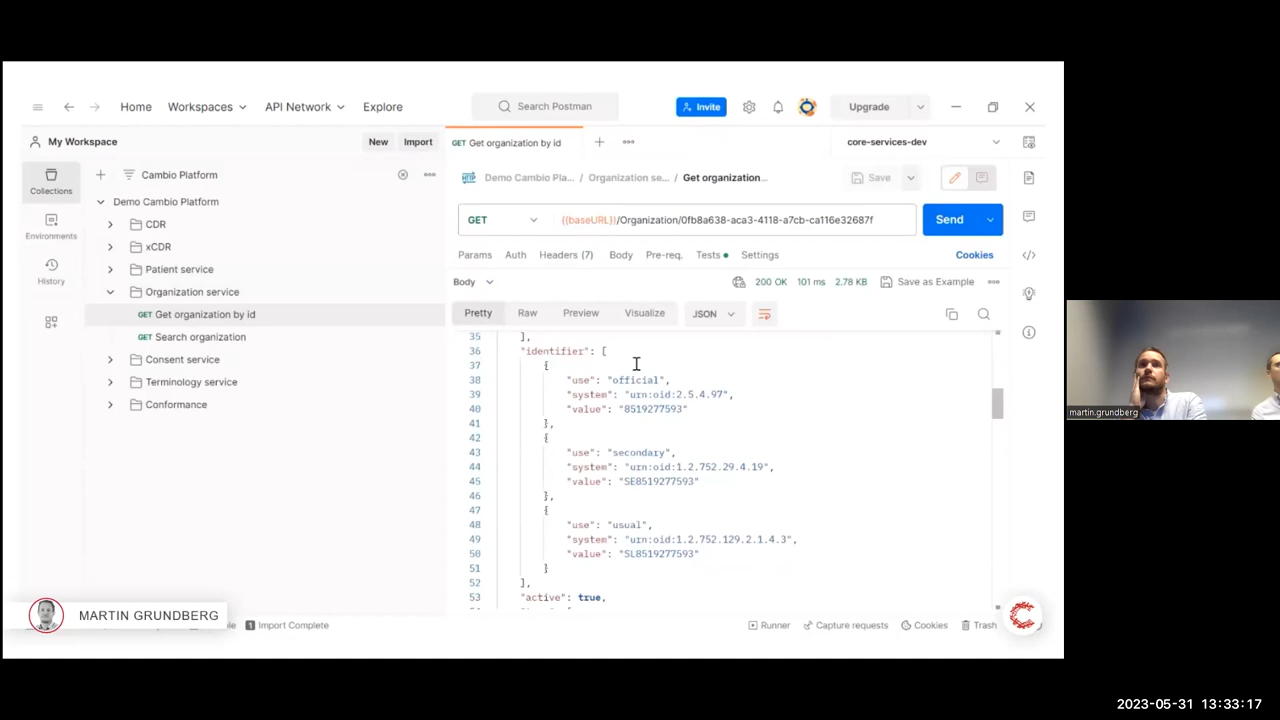 Home Workspaces API Network Explore Search Postman Invite Upgrade
My Workspace New Import GET Get organization by id core-services-dev
Collections
Environments
History
Cambio Platform
Demo Cambio Platform
CDR
xCDR
Patient service
Organization service
GET Get organization by id
GET Search organization
Consent service
Terminology service
Conformance
HTTP Demo Cambio Pla... / Organization se... / Get organization... Save
GET {{baseURL}}/Organization/0fb8a638-aca3-4118-a7cb-ca116e32687f Send
Params Auth Headers (7) Body Pre-req. Tests Settings Cookies
Body 200 OK 101 ms 2.78 KB Save as Example
Pretty Raw Preview Visualize JSON
35 ],
36 "identifier": [
37 {
38 "use": "official",
39 "system": "urn:oid:2.5.4.97",
40 "value": "8519277593"
41 },
42 {
43 "use": "secondary",
44 "system": "urn:oid:1.2.752.29.4.19",
45 "value": "SE8519277593"
46 },
47 {
48 "use": "usual",
49 "system": "urn:oid:1.2.752.129.2.1.4.3",
50 "value": "SL8519277593"
51 }
52 ],
53 "active": true,
MARTIN GRUNDBERG
1 Import Complete Runner Capture requests Cookies Trash
martin.grundberg
2023-05-31 13:33:17